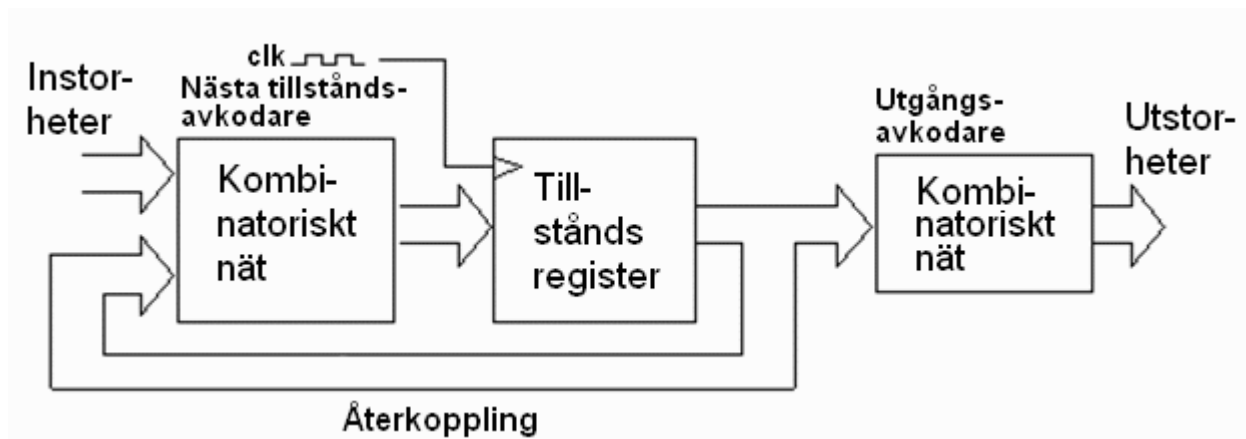 Instor-
heter
clk
Nästa tillstånds-
avkodare
Kombi-
natoriskt
nät
Till-
stånds
register
Utgångs-
avkodare
Kombi-
natoriskt
nät
Utstor-
heter
Återkoppling